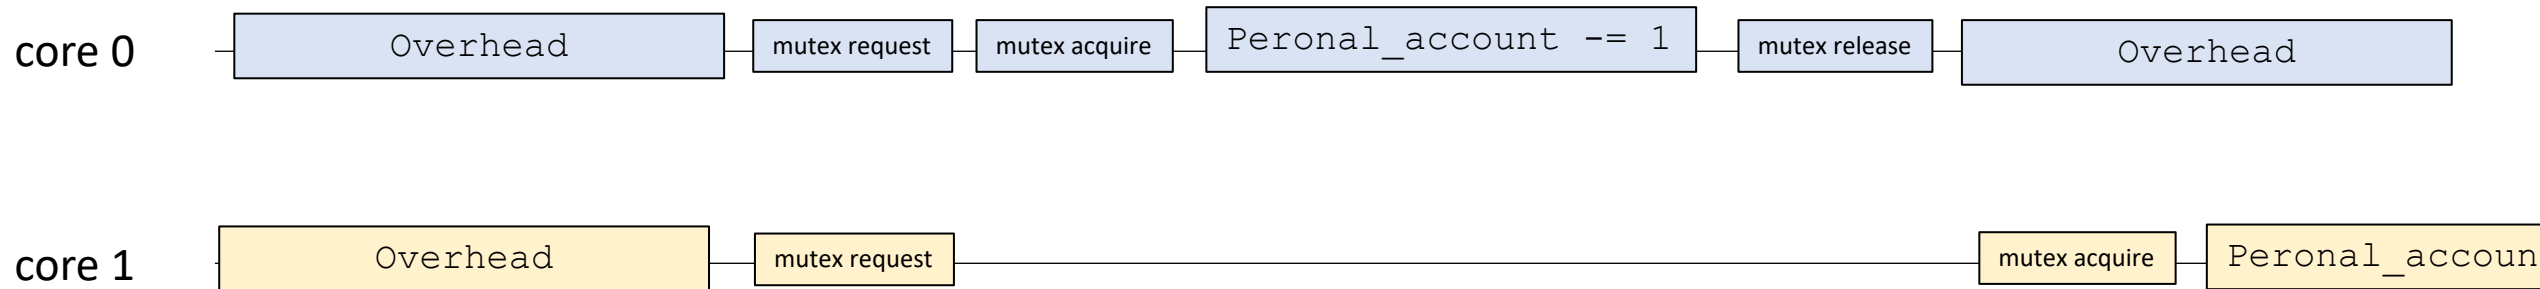 core 0 Overhead mutex request mutex acquire Peronal_account -= 1 mutex release Overhead
core 1 Overhead mutex request mutex acquire Peronal_accoun